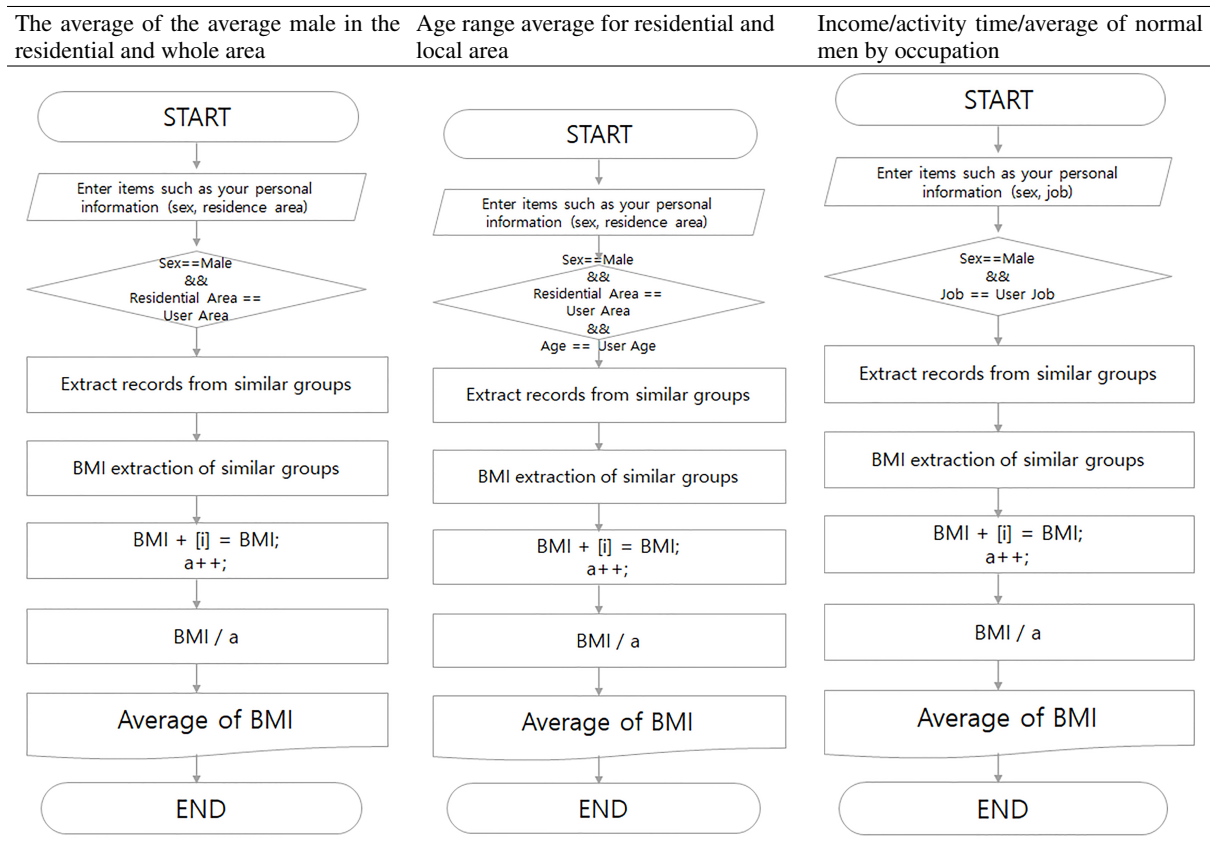 The average of the average male in the
residential and whole area
Age range average for residential and
local area
Income/activity time/average of normal
men by occupation
START
Enter items such as your personal
information (sex, residence area)
Sex==Male
&&
Residential Area ==
User Area
Extract records from similar groups
BMI extraction of similar groups
BMI + [i] = BMI;
a++;
BMI / a
Average of BMI
END
START
Enter items such as your personal
information (sex, residence area)
Sex==Male
&&
Residential Area ==
User Area
&&
Age == User Age
Extract records from similar groups
BMI extraction of similar groups
BMI + [i] = BMI;
a++;
BMI / a
Average of BMI
END
START
Enter items such as your personal
information (sex, job)
Sex==Male
&&
Job == User Job
Extract records from similar groups
BMI extraction of similar groups
BMI + [i] = BMI;
a++;
BMI / a
Average of BMI
END